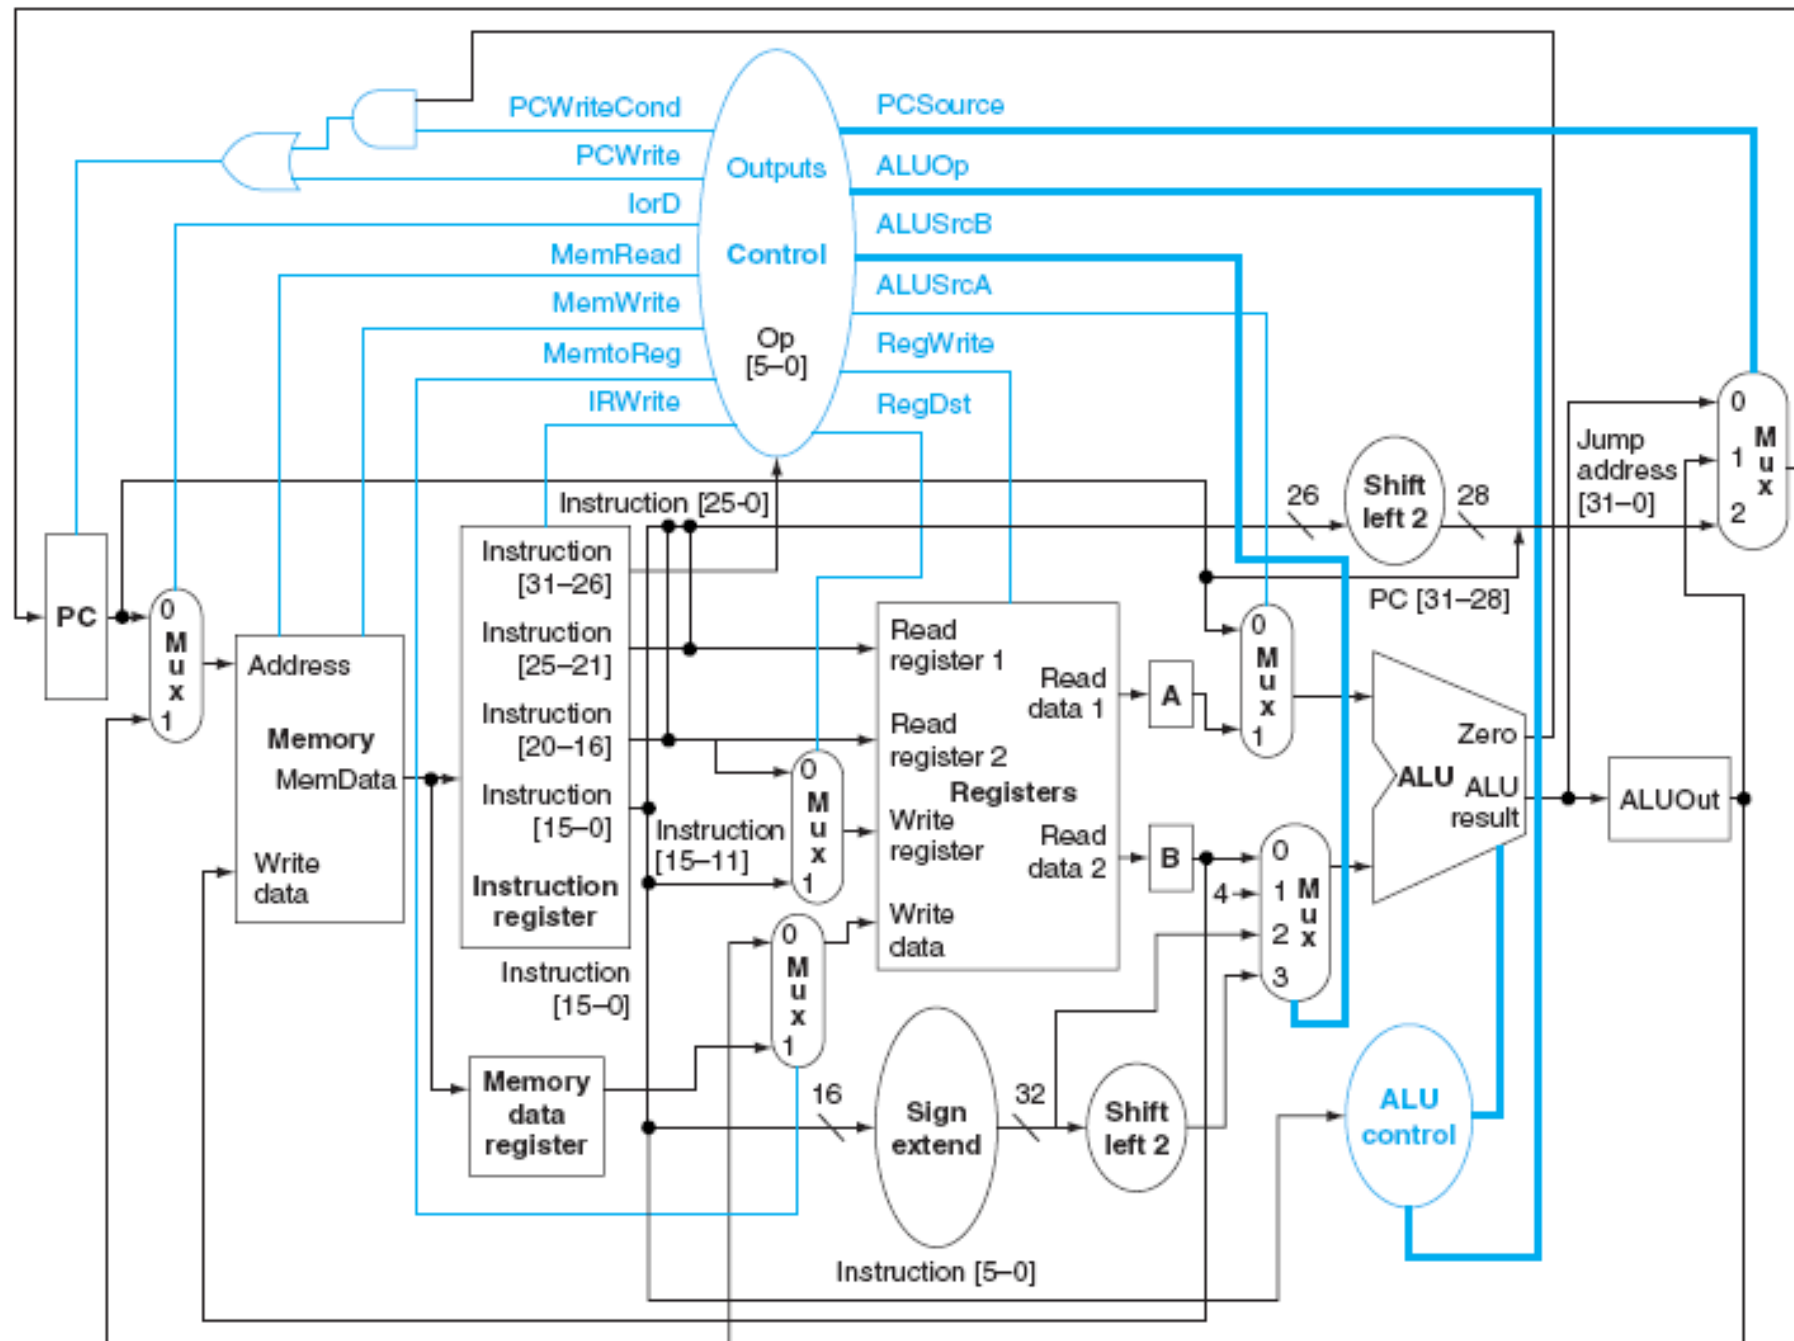 PCWriteCond
PCWrite
IorD
MemRead
MemWrite
MemtoReg
IRWrite
Outputs
Control
Op
[5–0]
PCSource
ALUOp
ALUSrcB
ALUSrcA
RegWrite
RegDst
Instruction [25-0]
26
Shift
left 2
28
Jump
address
[31–0]
0
1
2
M
u
x
PC [31–28]
PC
0
M
u
x
1
Address
Memory
MemData
Write
data
Instruction
[31–26]
Instruction
[25–21]
Instruction
[20–16]
Instruction
[15–0]
Instruction
register
Instruction
[15–0]
Memory
data
register
Instruction
[15–11]
0
M
u
x
1
0
M
u
x
1
Read
register 1
Read
register 2
Registers
Write
register
Write
data
Read
data 1
Read
data 2
A
B
0
M
u
x
1
4
0
1
2
3
M
u
x
Zero
ALU
ALU
result
ALUOut
16
Sign
extend
32
Shift
left 2
ALU
control
Instruction [5–0]